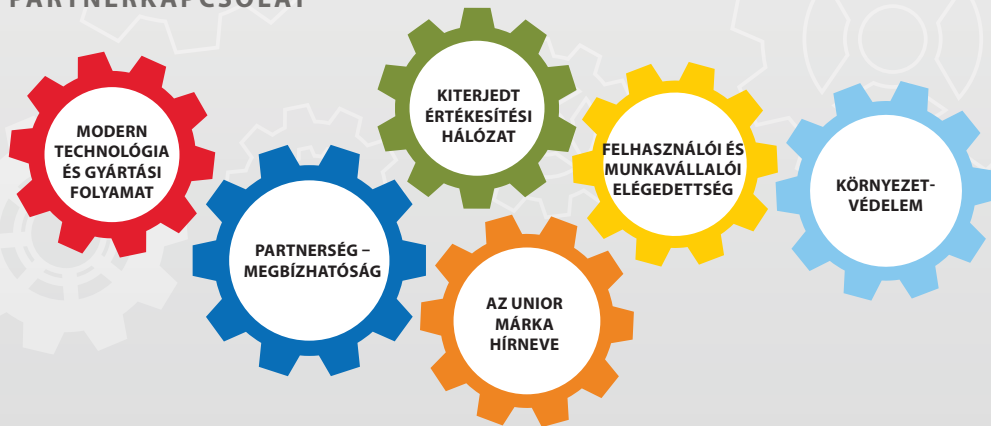 PARTNERKAPCSOLAT
MODERN
TECHNOLÓGIA
ÉS GYÁRTÁSI
FOLYAMAT
PARTNERSÉG –
MEGBÍZHATÓSÁG
KITERJEDT
ÉRTÉKESÍTÉSI
HÁLÓZAT
AZ UNIOR
MÁRKA
HÍRNEVE
FELHASZNÁLÓI ÉS
MUNKAVÁLLALÓI
ELÉGEDETTSÉG
KÖRNYEZET-
VÉDELEM